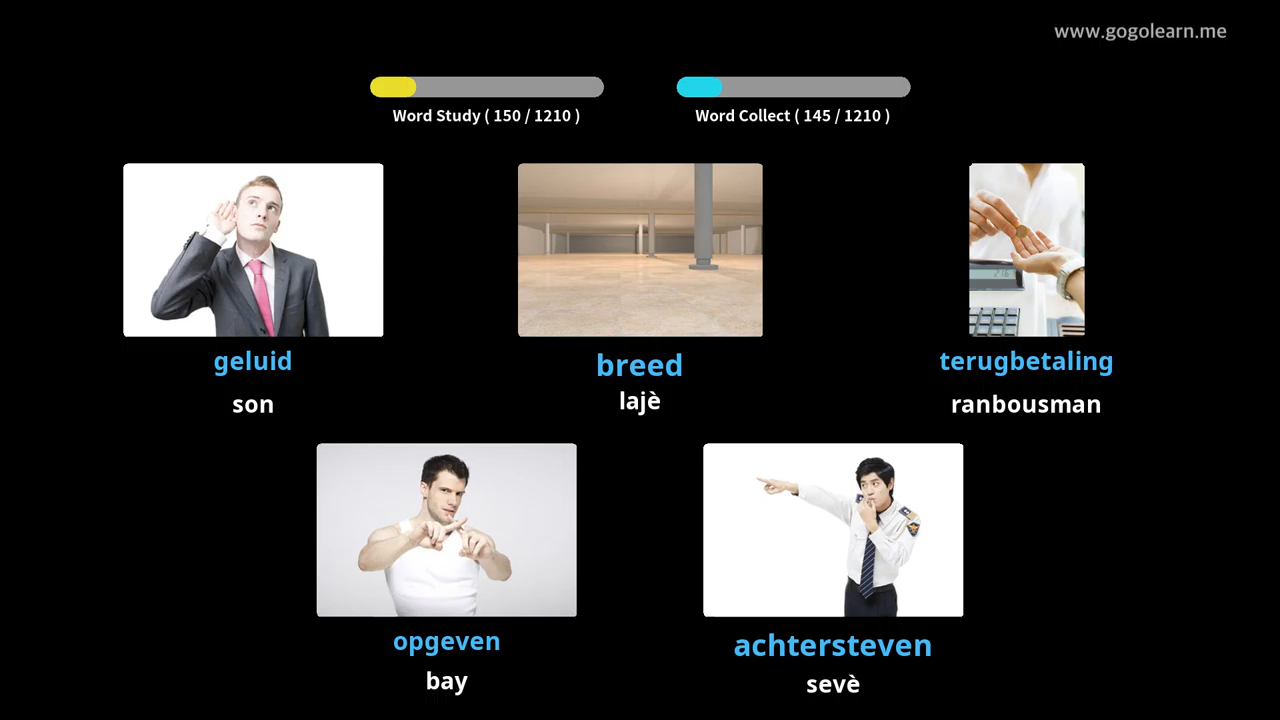 www.gogolearn.me
Word Study ( 150 / 1210 )
Word Collect ( 145 / 1210 )
geluid
son
breed
lajè
terugbetaling
ranbousman
opgeven
bay
achtersteven
sevè